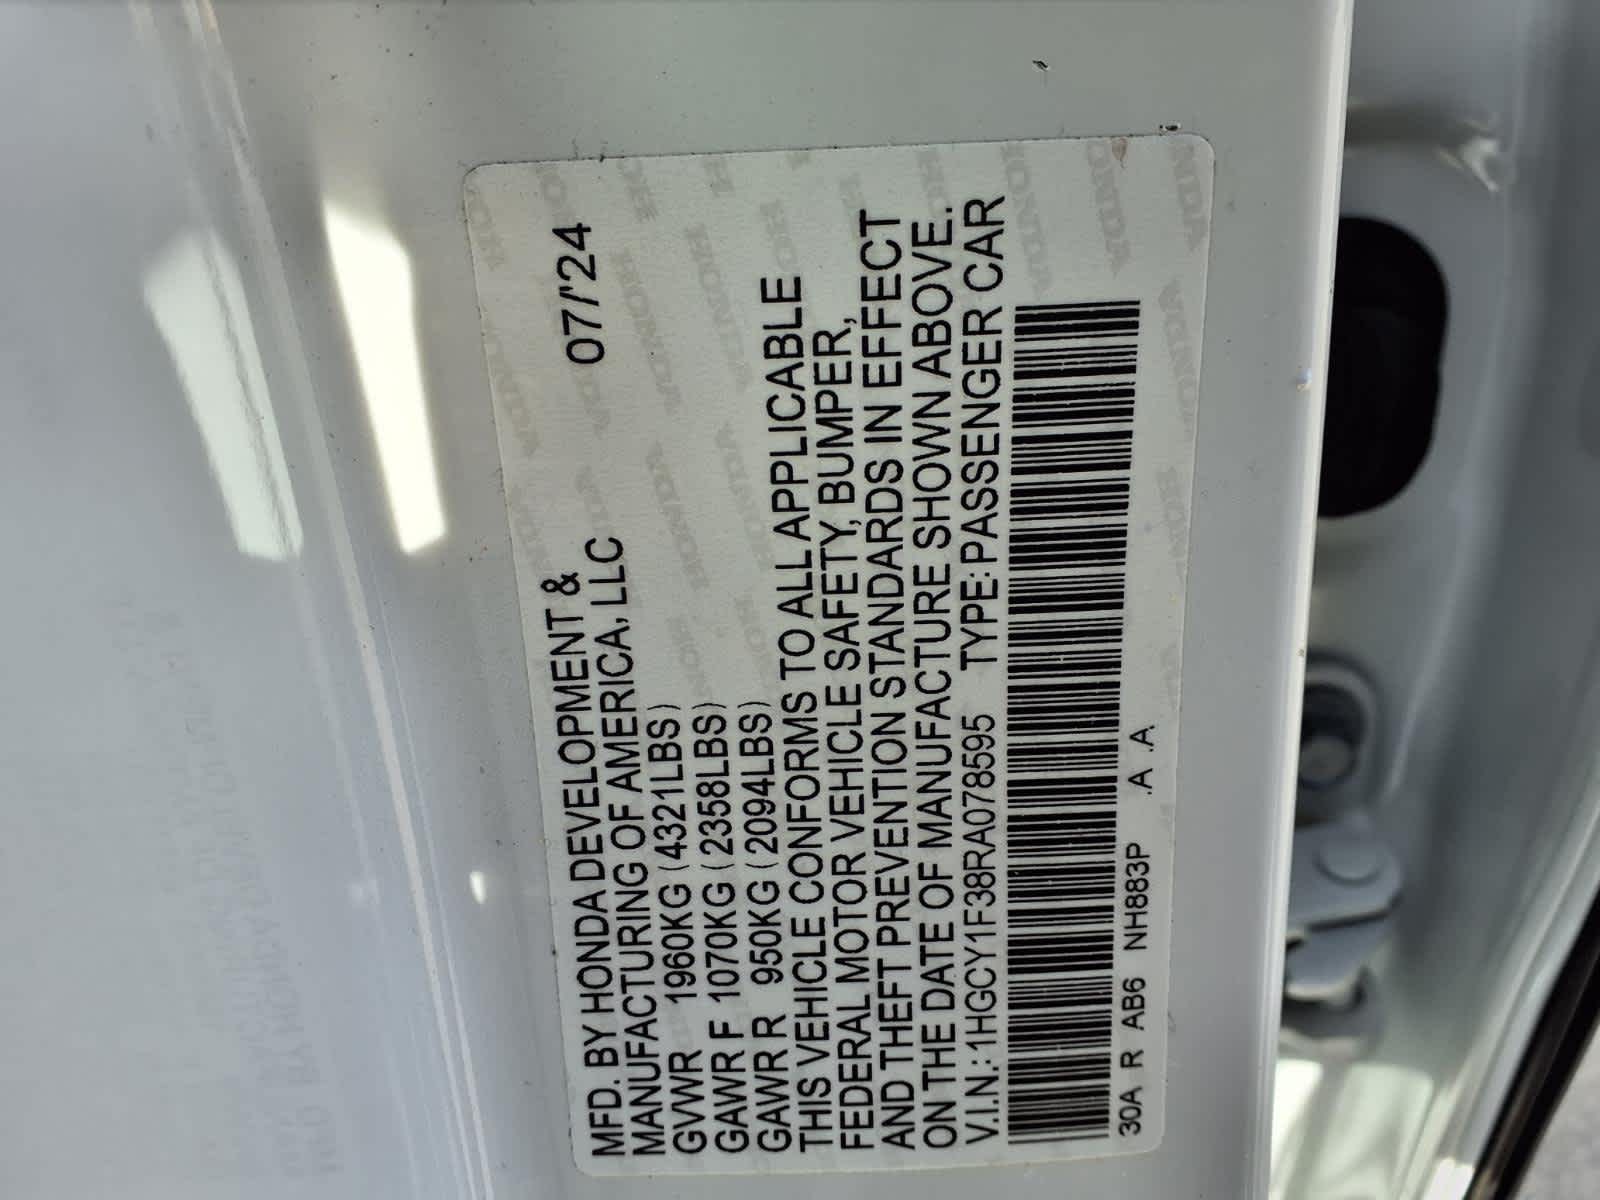 MFD. BY HONDA DEVELOPMENT & 07/'24
MANUFACTURING OF AMERICA, LLC
GVWR 1960KG (4321LBS)
GAWR F 1070KG (2358LBS)
GAWR R 950KG (2094LBS)
THIS VEHICLE CONFORMS TO ALL APPLICABLE
FEDERAL MOTOR VEHICLE SAFETY, BUMPER,
AND THEFT PREVENTION STANDARDS IN EFFECT
ON THE DATE OF MANUFACTURE SHOWN ABOVE.
V.I.N.:1HGCY1F38RA078595 TYPE: PASSENGER CAR
30A R AB6 NH883P .A .A